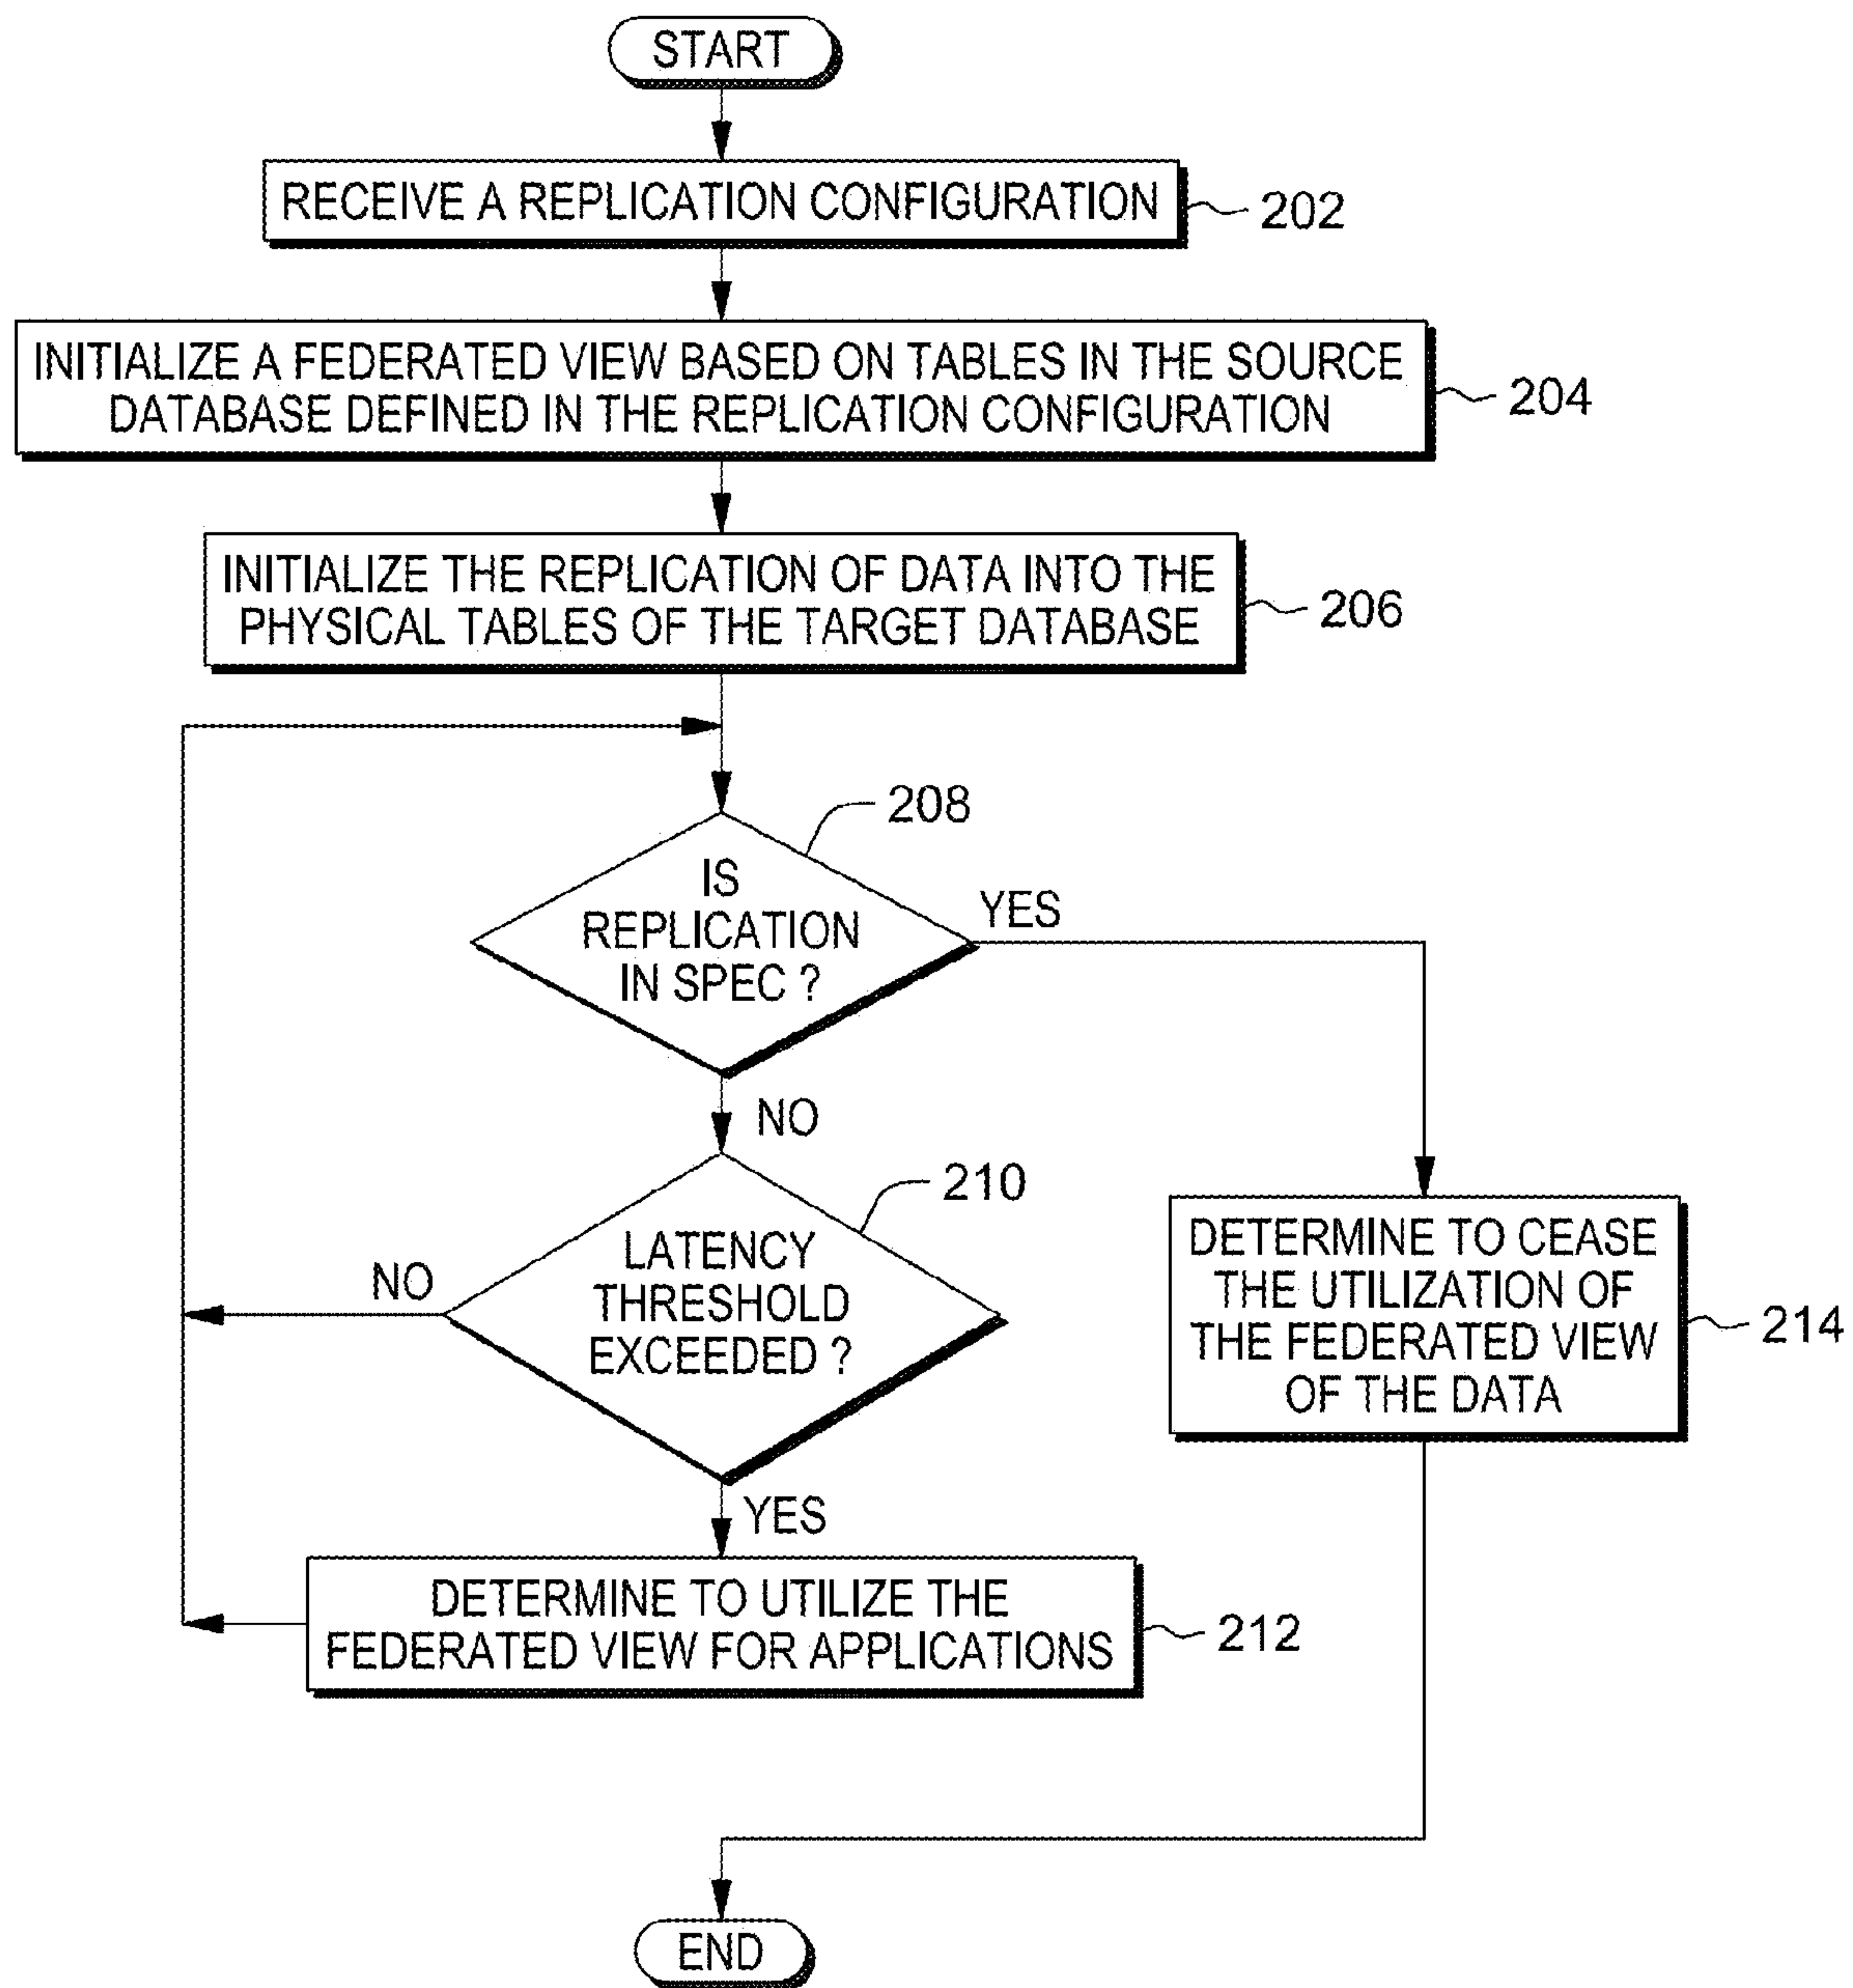 START
RECEIVE A REPLICATION CONFIGURATION
202
INITIALIZE A FEDERATED VIEW BASED ON TABLES IN THE SOURCE
DATABASE DEFINED IN THE REPLICATION CONFIGURATION
204
INITIALIZE THE REPLICATION OF DATA INTO THE
PHYSICAL TABLES OF THE TARGET DATABASE
206
208
IS
REPLICATION
IN SPEC ?
YES
NO
210
LATENCY
THRESHOLD
EXCEEDED ?
NO
YES
DETERMINE TO CEASE
THE UTILIZATION OF
THE FEDERATED VIEW
OF THE DATA
214
DETERMINE TO UTILIZE THE
FEDERATED VIEW FOR APPLICATIONS
212
END